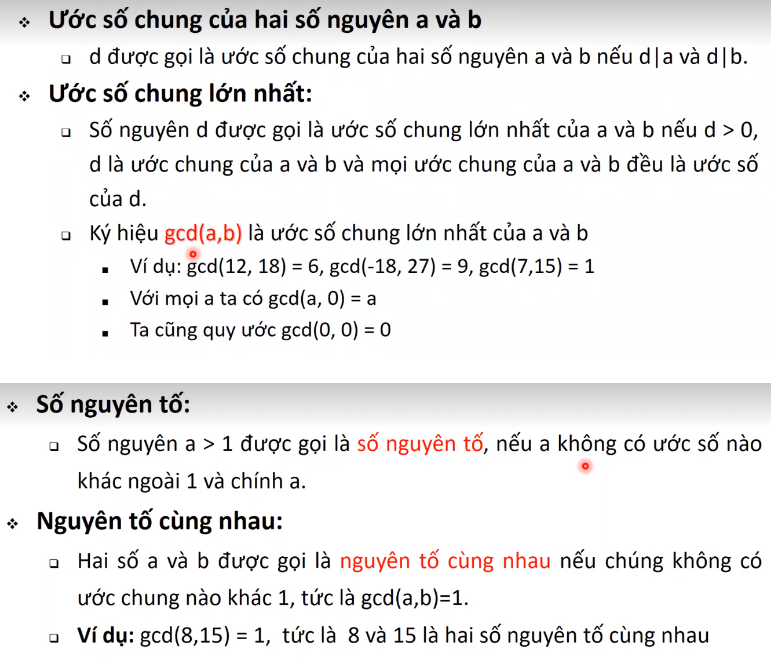 ❖ Ước số chung của hai số nguyên a và b
❑ d được gọi là ước số chung của hai số nguyên a và b nếu d|a và d|b.
❖ Ước số chung lớn nhất:
❑ Số nguyên d được gọi là ước số chung lớn nhất của a và b nếu d > 0,
d là ước chung của a và b và mọi ước chung của a và b đều là ước số
của d.
❑ Ký hiệu gcd(a,b) là ước số chung lớn nhất của a và b
▪ Ví dụ: gcd(12, 18) = 6, gcd(-18, 27) = 9, gcd(7,15) = 1
▪ Với mọi a ta có gcd(a, 0) = a
▪ Ta cũng quy ước gcd(0, 0) = 0
❖ Số nguyên tố:
❑ Số nguyên a > 1 được gọi là số nguyên tố, nếu a không có ước số nào
khác ngoài 1 và chính a.
❖ Nguyên tố cùng nhau:
❑ Hai số a và b được gọi là nguyên tố cùng nhau nếu chúng không có
ước chung nào khác 1, tức là gcd(a,b)=1.
❑ Ví dụ: gcd(8,15) = 1, tức là 8 và 15 là hai số nguyên tố cùng nhau